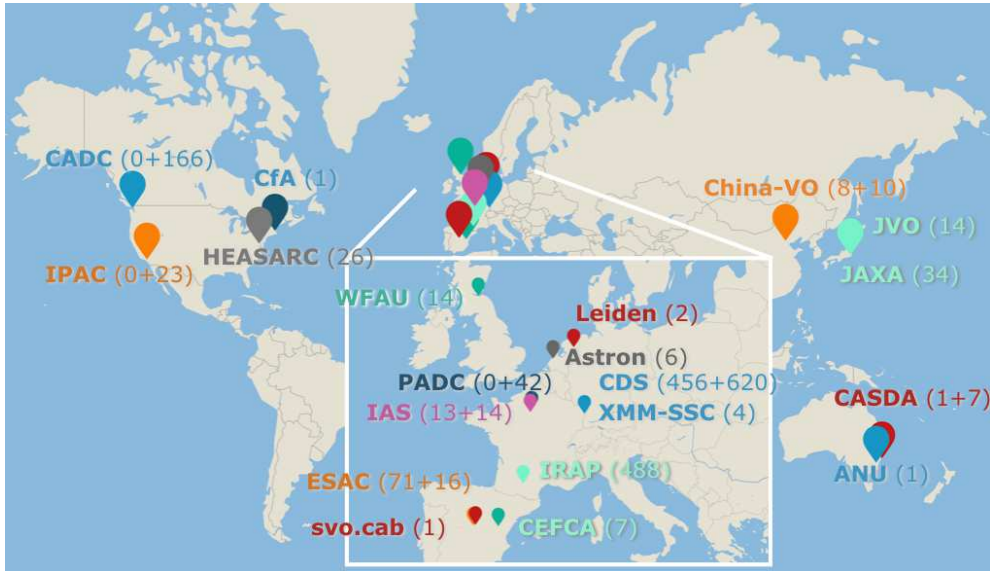 CADC (0+166)
CfA (1)
China-VO (8+10)
JVO (14)
HEASARC (26)
IPAC (0+23)
JAXA (34)
WFAU (14)
Leiden (2)
Astron (6)
PADC (0+42)
CDS (456+620)
IAS (13+14)
XMM-SSC (4)
CASDA (1+7)
ANU (1)
IRAP (488)
ESAC (71+16)
svo.cab (1)
CEFCA (7)